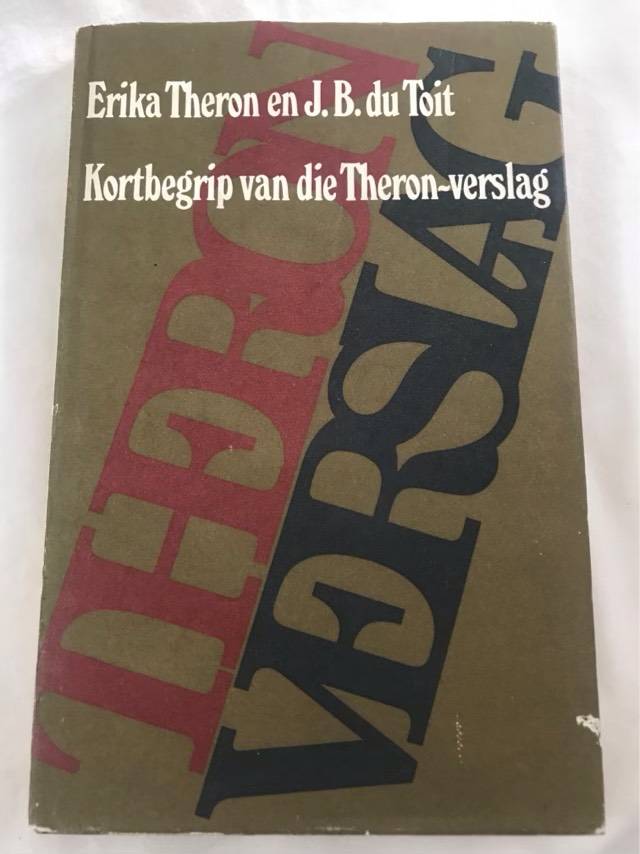 Erika Theron en J. B. du Toit
Kortbegrip van die Theron-verslag
THERON
VERSLAG